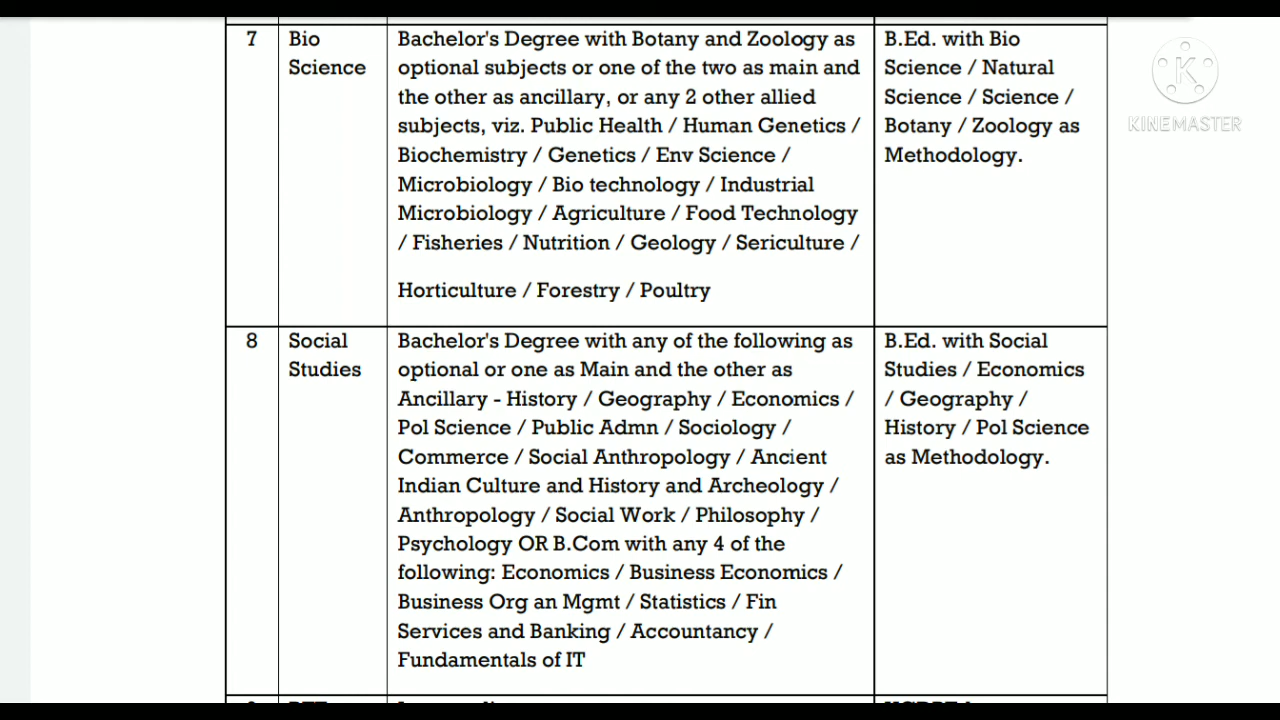 7
Bio
Science
Bachelor's Degree with Botany and Zoology as
optional subjects or one of the two as main and
the other as ancillary, or any 2 other allied
subjects, viz. Public Health / Human Genetics /
Biochemistry / Genetics / Env Science /
Microbiology / Bio technology / Industrial
Microbiology / Agriculture / Food Technology
/ Fisheries / Nutrition / Geology / Sericulture /
Horticulture / Forestry / Poultry
B.Ed. with Bio
Science / Natural
Science / Science /
Botany / Zoology as
Methodology.
8
Social
Studies
Bachelor's Degree with any of the following as
optional or one as Main and the other as
Ancillary - History / Geography / Economics /
Pol Science / Public Admn / Sociology /
Commerce / Social Anthropology / Ancient
Indian Culture and History and Archeology /
Anthropology / Social Work / Philosophy /
Psychology OR B.Com with any 4 of the
following: Economics / Business Economics /
Business Org an Mgmt / Statistics / Fin
Services and Banking / Accountancy /
Fundamentals of IT
B.Ed. with Social
Studies / Economics
/ Geography /
History / Pol Science
as Methodology.
K
KINEMASTER